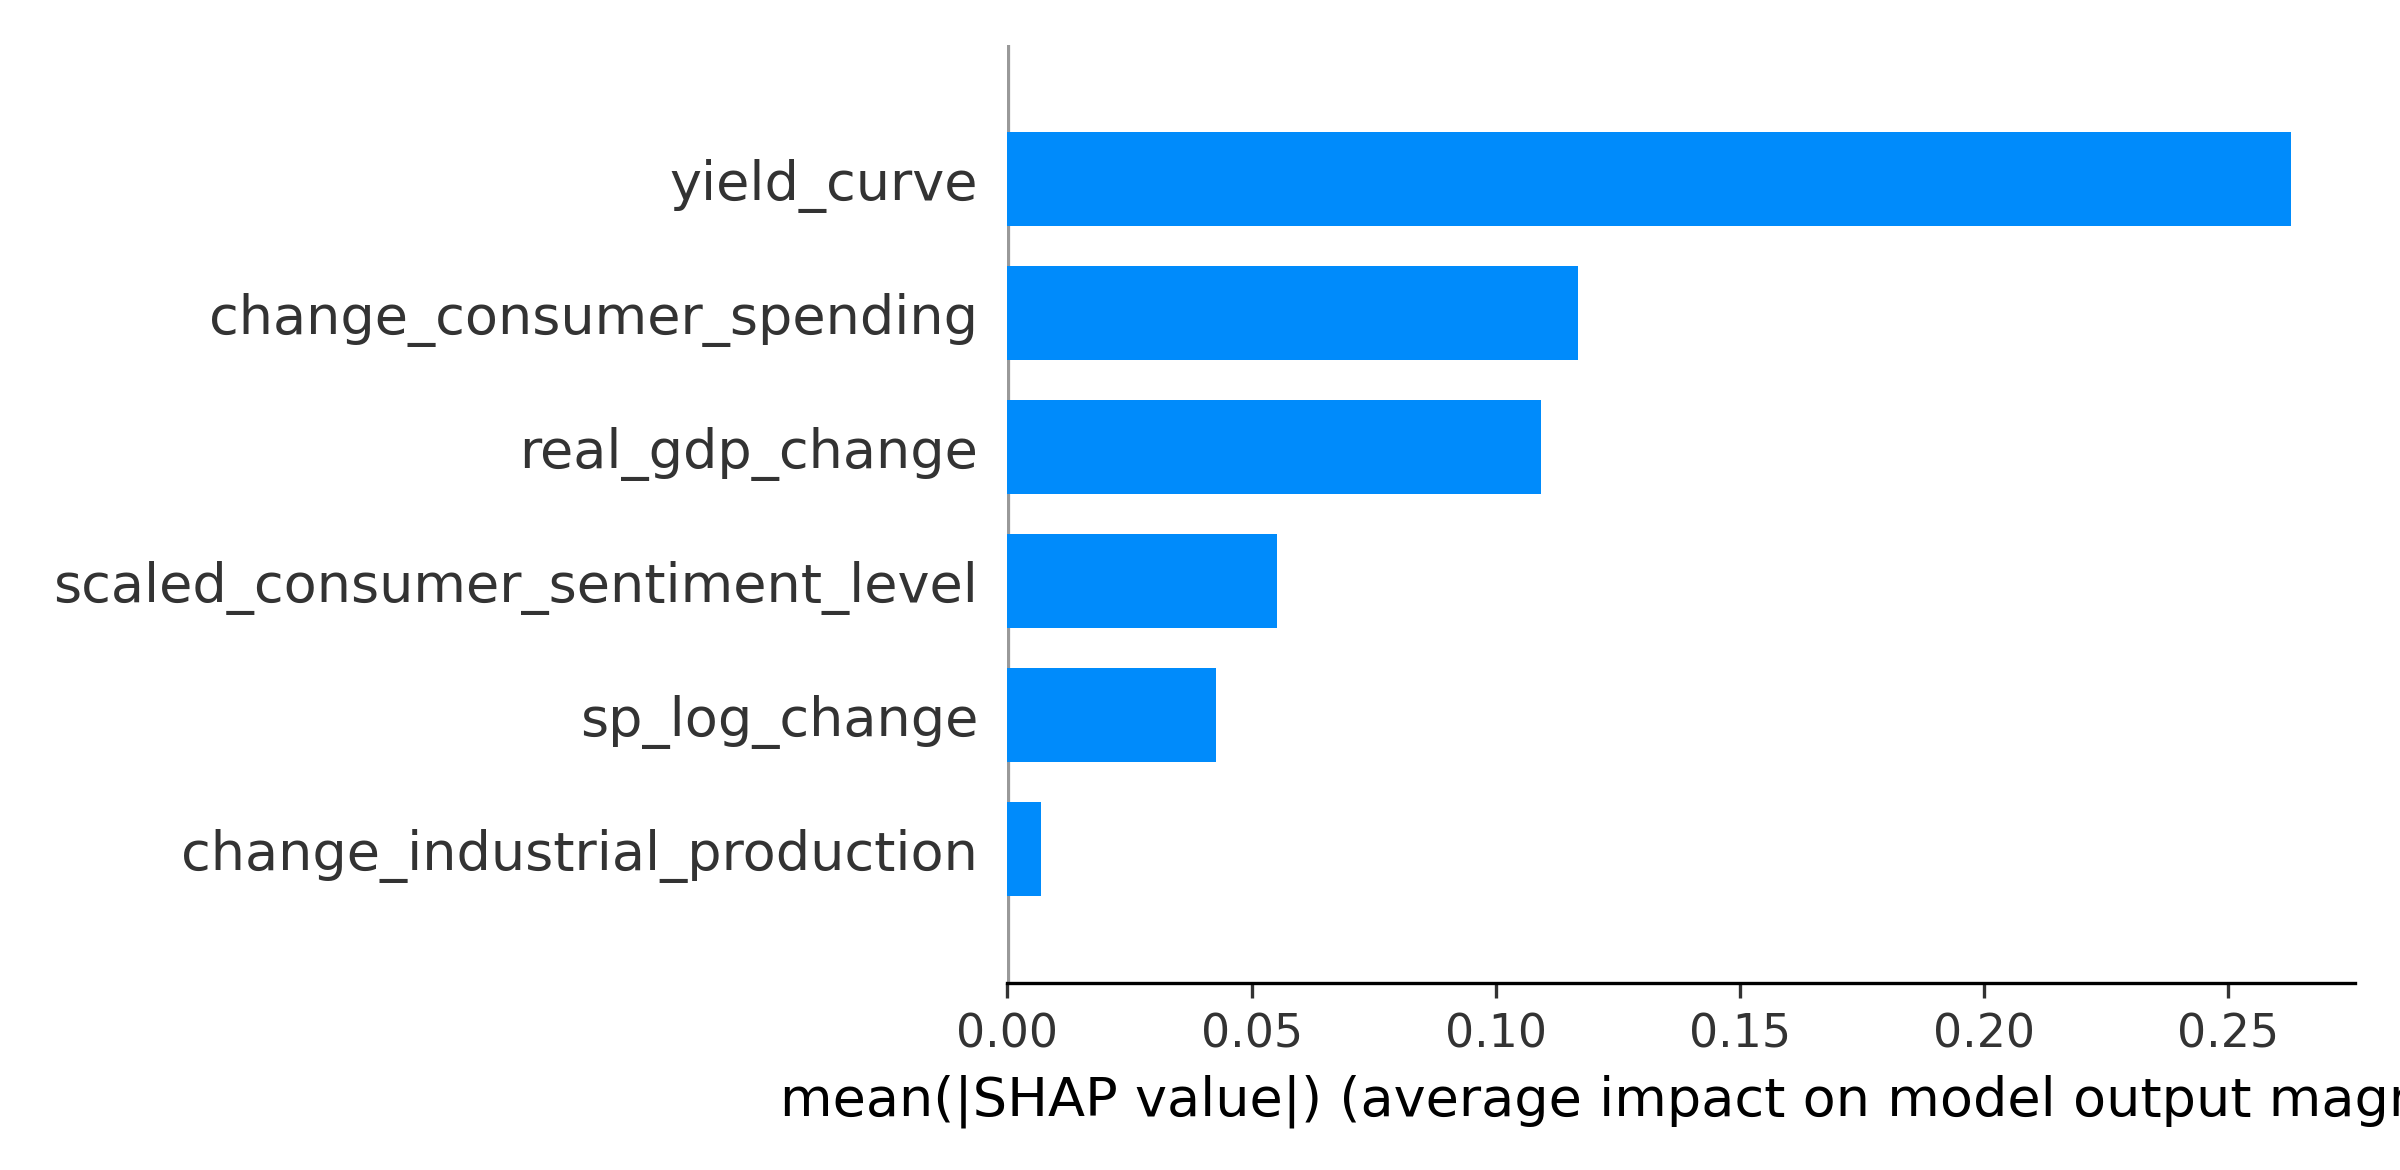 yield_curve
change_consumer_spending
real_gdp_change
scaled_consumer_sentiment_level
sp_log_change
change_industrial_production
0.00 0.05 0.10 0.15 0.20 0.25
mean(|SHAP value|) (average impact on model output